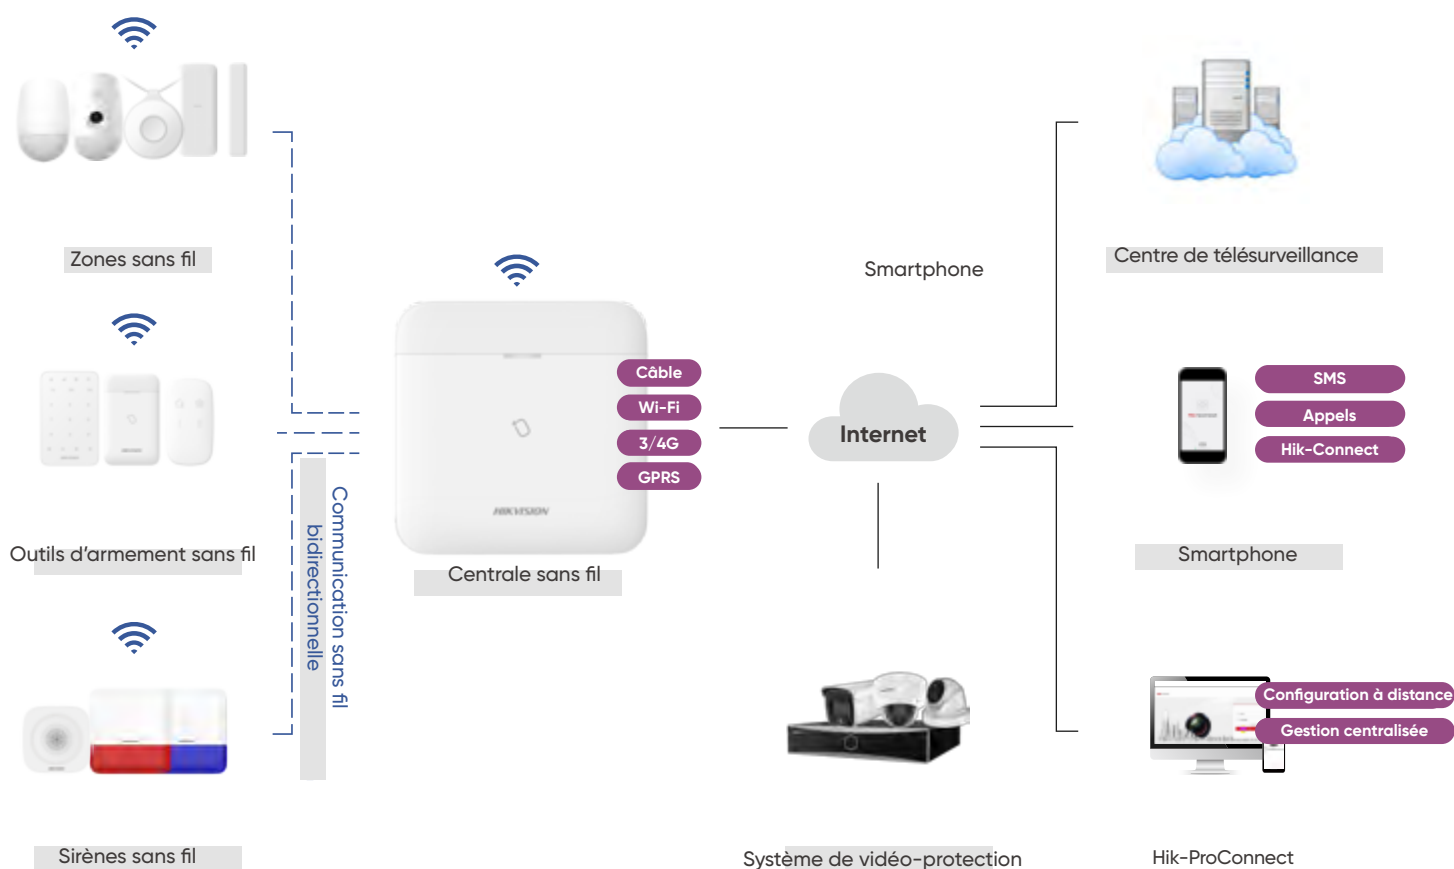 Zones sans fil
Outils d'armement sans fil
Sirènes sans fil
Communication sans fil
bidirectionnelle
Câble
Wi-Fi
3/4G
GPRS
HIKVISION
Centrale sans fil
Smartphone
Internet
Système de vidéo-protection
Centre de télésurveillance
SMS
Appels
Hik-Connect
Smartphone
Configuration à distance
Gestion centralisée
Hik-ProConnect